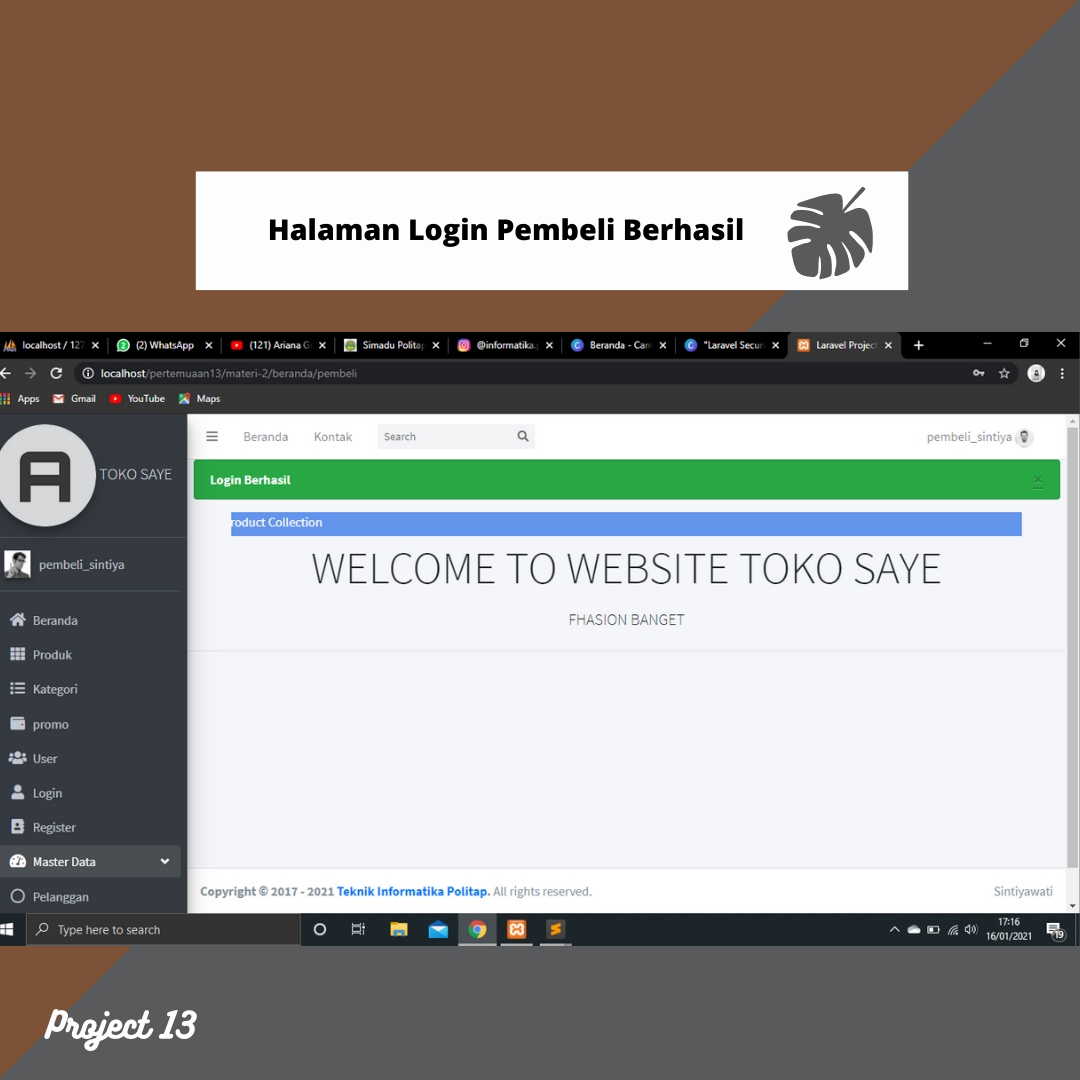 Halaman Login Pembeli Berhasil
localhost / 127
(2) WhatsApp
(121) Ariana G
Simadu Politap
@informatika.
Beranda - Can
"Laravel Secur
Laravel Project
localhost/pertemuaan13/materi-2/beranda/pembeli
Apps
Gmail
YouTube
Maps
A TOKO SAYE
Beranda
Kontak
Search
pembeli_sintiya
Login Berhasil
roduct Collection
WELCOME TO WEBSITE TOKO SAYE
FHASION BANGET
pembeli_sintiya
Beranda
Produk
Kategori
promo
User
Login
Register
Master Data
Pelanggan
Copyright © 2017 - 2021 Teknik Informatika Politap. All rights reserved.
Sintiyawati
Type here to search
17:16
16/01/2021
19
Project 13